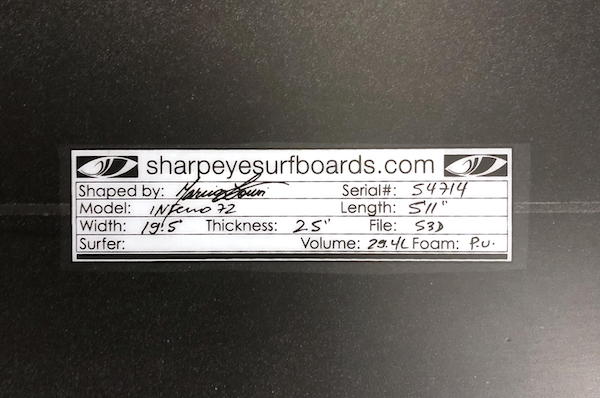 sharpeyesurfboards.com
Shaped by: Serial#: 54714
Model: INFERNO 72 Length: 5'11"
Width: 19.5" Thickness: 2.5" File: S3D
Surfer: Volume: 29.4L Foam: P.U.